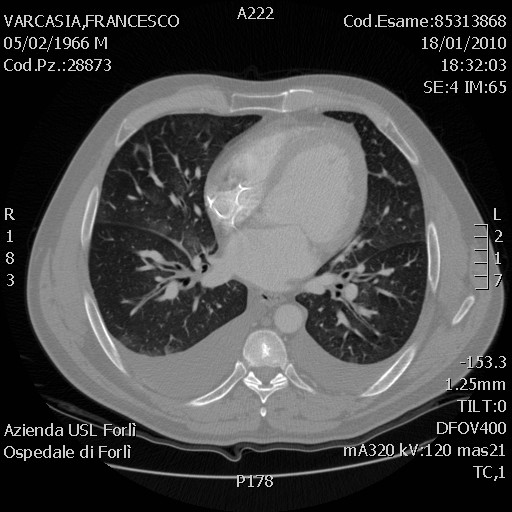 VARCASIA,FRANCESCO
05/02/1966 M
Cod.Pz.:28873
A222
Cod.Esame:85313868
18/01/2010
18:32:03
SE:4 IM:65
R
1
8
3
L
2
1
7
-153.3
1.25mm
TILT:0
DFOV400
mA320 kV:120 mas21
TC,1
Azienda USL Forlì
Ospedale di Forlì
P178